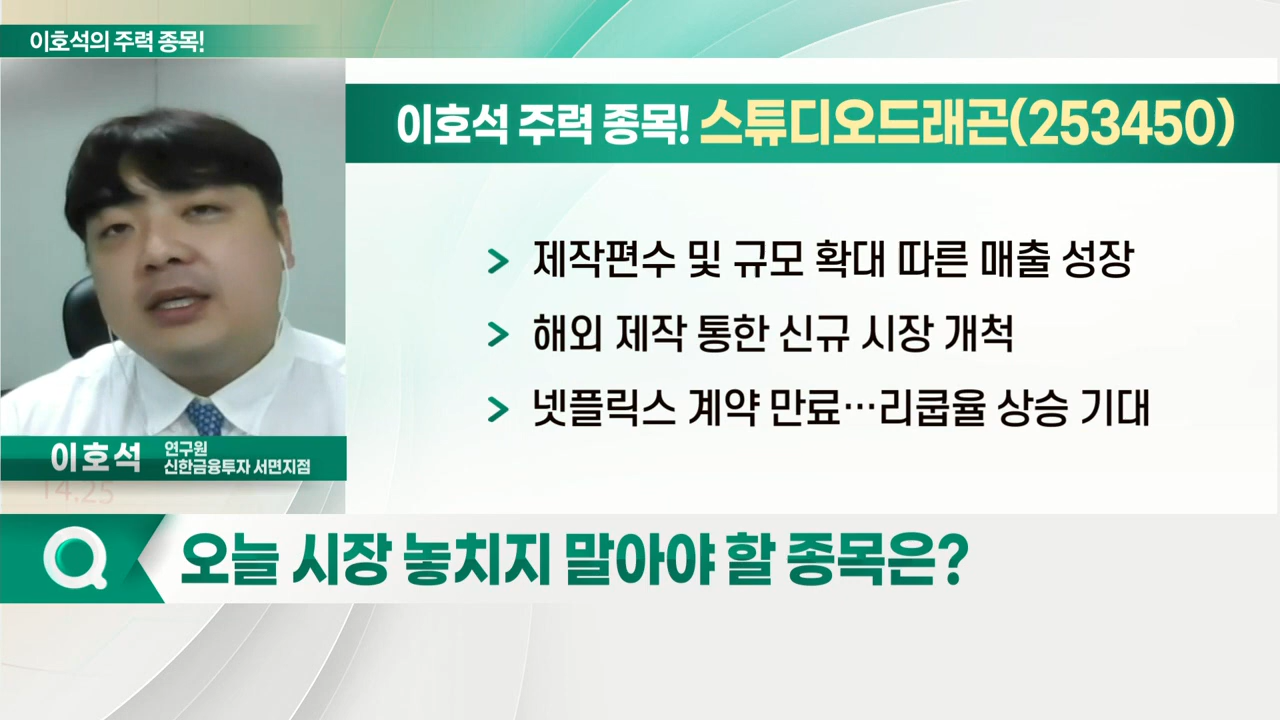 이호석의 주력 종목!
이호석 주력 종목! 스튜디오드래곤(253450)
> 제작편수 및 규모 확대 따른 매출 성장
> 해외 제작 통한 신규 시장 개척
> 넷플릭스 계약 만료…리쿱율 상승 기대
이호석
연구원
신한금융투자 서면지점
14:25
Q 오늘 시장 놓치지 말아야 할 종목은?